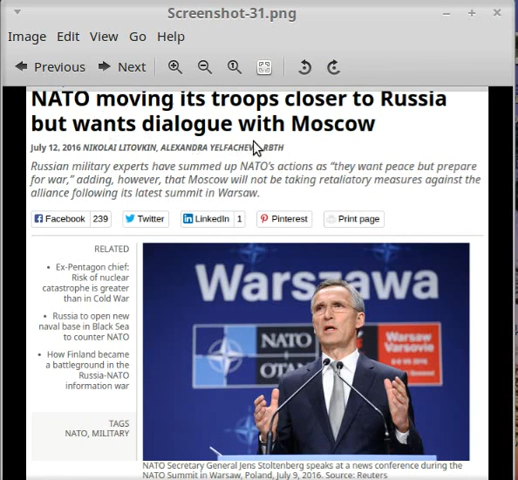 Screenshot-31.png
Image Edit View Go Help
Previous Next
NATO moving its troops closer to Russia
but wants dialogue with Moscow
July 12, 2016 NIKOLAI LITOVKIN, ALEXANDRA YELFACHEV RBTH
Russian military experts have summed up NATO's actions as "they want peace but prepare
for war," adding, however, that Moscow will not be taking retaliatory measures against the
alliance following its latest summit in Warsaw.
Facebook 239 Twitter LinkedIn 1 Pinterest Print page
RELATED
• Ex-Pentagon chief:
Risk of nuclear
catastrophe is greater
than in Cold War
• Russia to open new
naval base in Black Sea
to counter NATO
• How Finland became
a battleground in the
Russia-NATO
information war
TAGS
NATO, MILITARY
Warszawa
NATO
OTAN
Warsaw
Varsovie
NATO Secretary General Jens Stoltenberg speaks at a news conference during the
NATO Summit in Warsaw, Poland, July 9, 2016. Source: Reuters